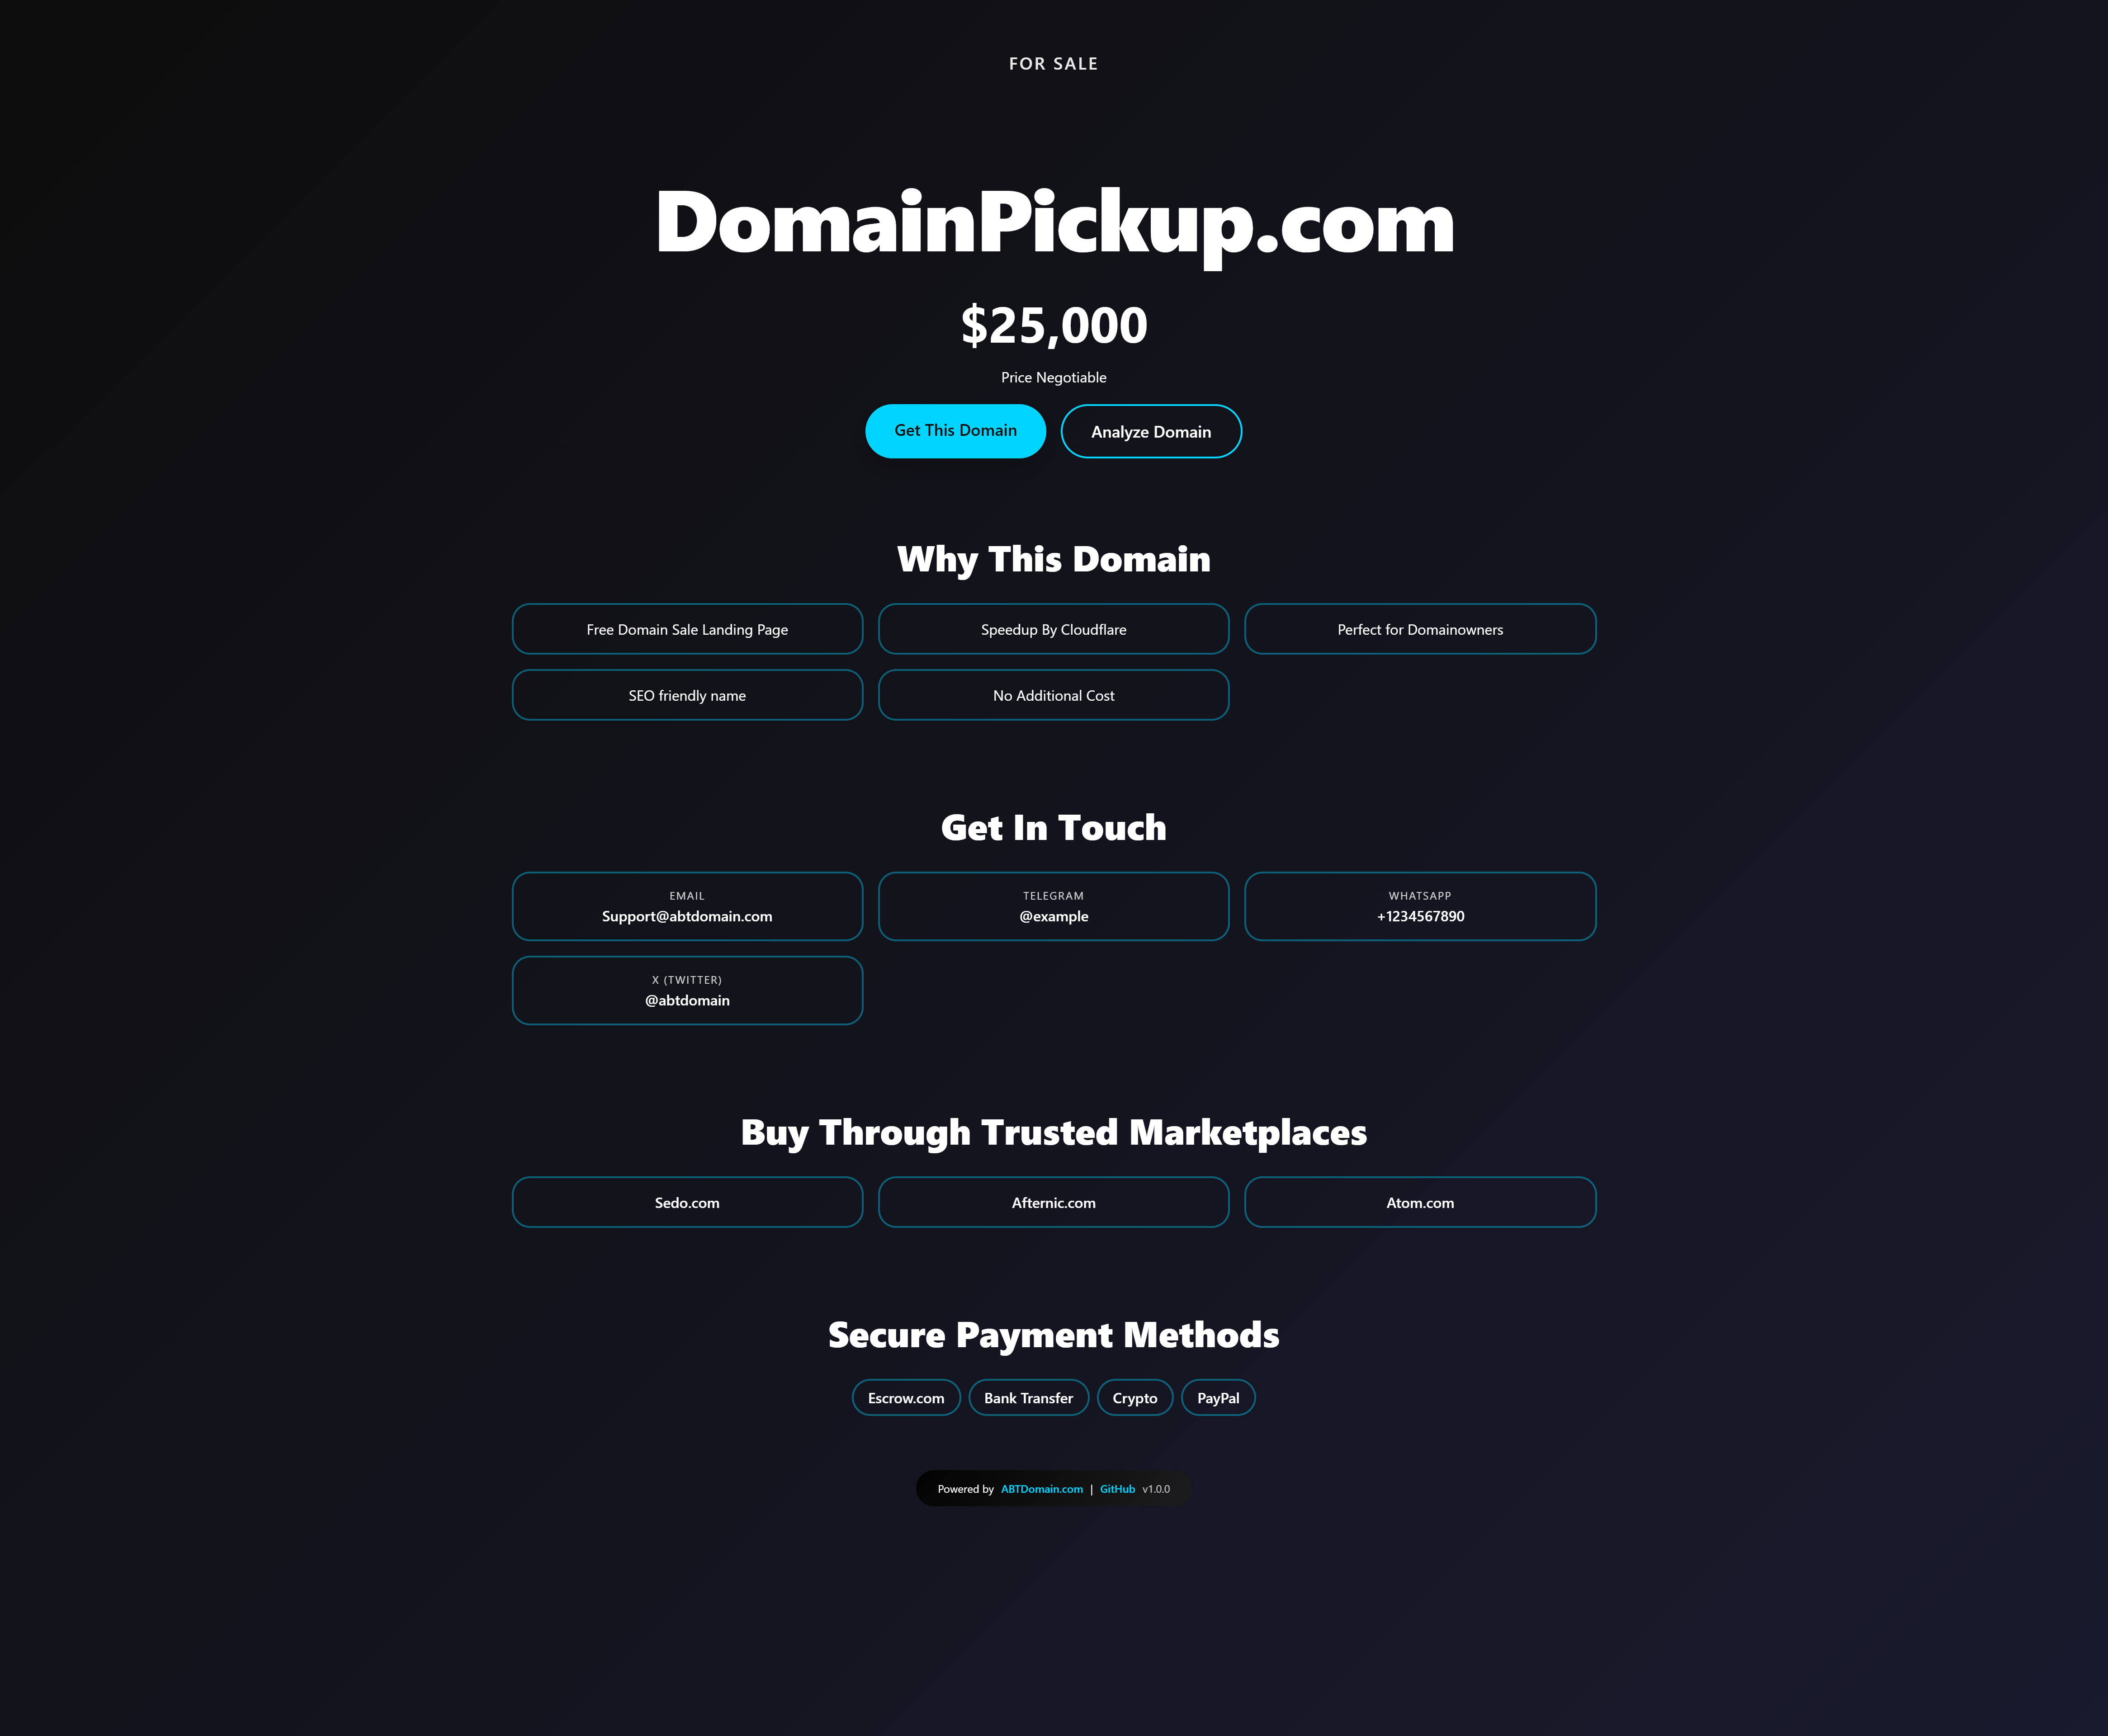 FOR SALE
DomainPickup.com
$25,000
Price Negotiable
Get This Domain
Analyze Domain
Why This Domain
Free Domain Sale Landing Page
Speedup By Cloudflare
Perfect for Domainowners
SEO friendly name
No Additional Cost
Get In Touch
EMAIL
Support@abtdomain.com
TELEGRAM
@example
WHATSAPP
+1234567890
X (TWITTER)
@abtdomain
Buy Through Trusted Marketplaces
Sedo.com
Afternic.com
Atom.com
Secure Payment Methods
Escrow.com
Bank Transfer
Crypto
PayPal
Powered by ABTDomain.com | GitHub v1.0.0